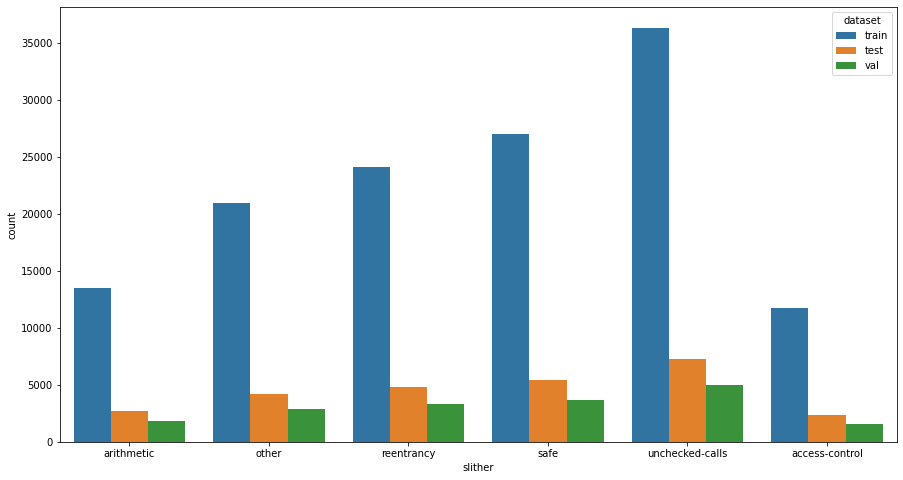 dataset
train
test
val
35000
30000
25000
20000
15000
10000
5000
0
count
arithmetic other reentrancy safe unchecked-calls access-control
slither